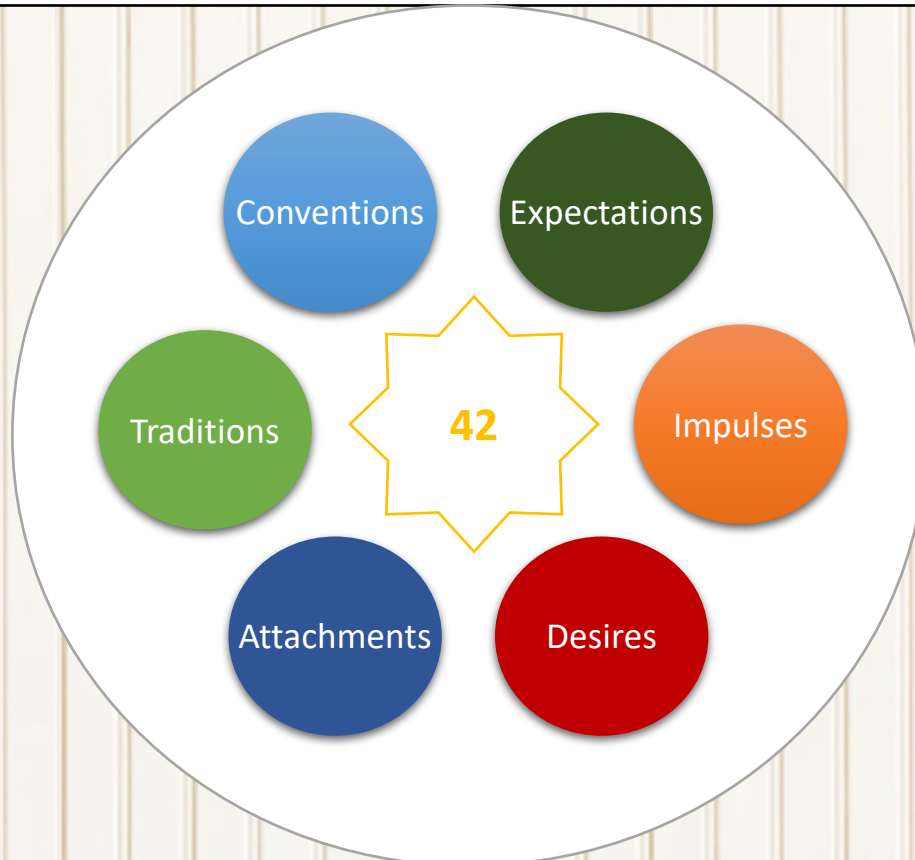 Conventions
Expectations
Traditions
42
Impulses
Attachments
Desires